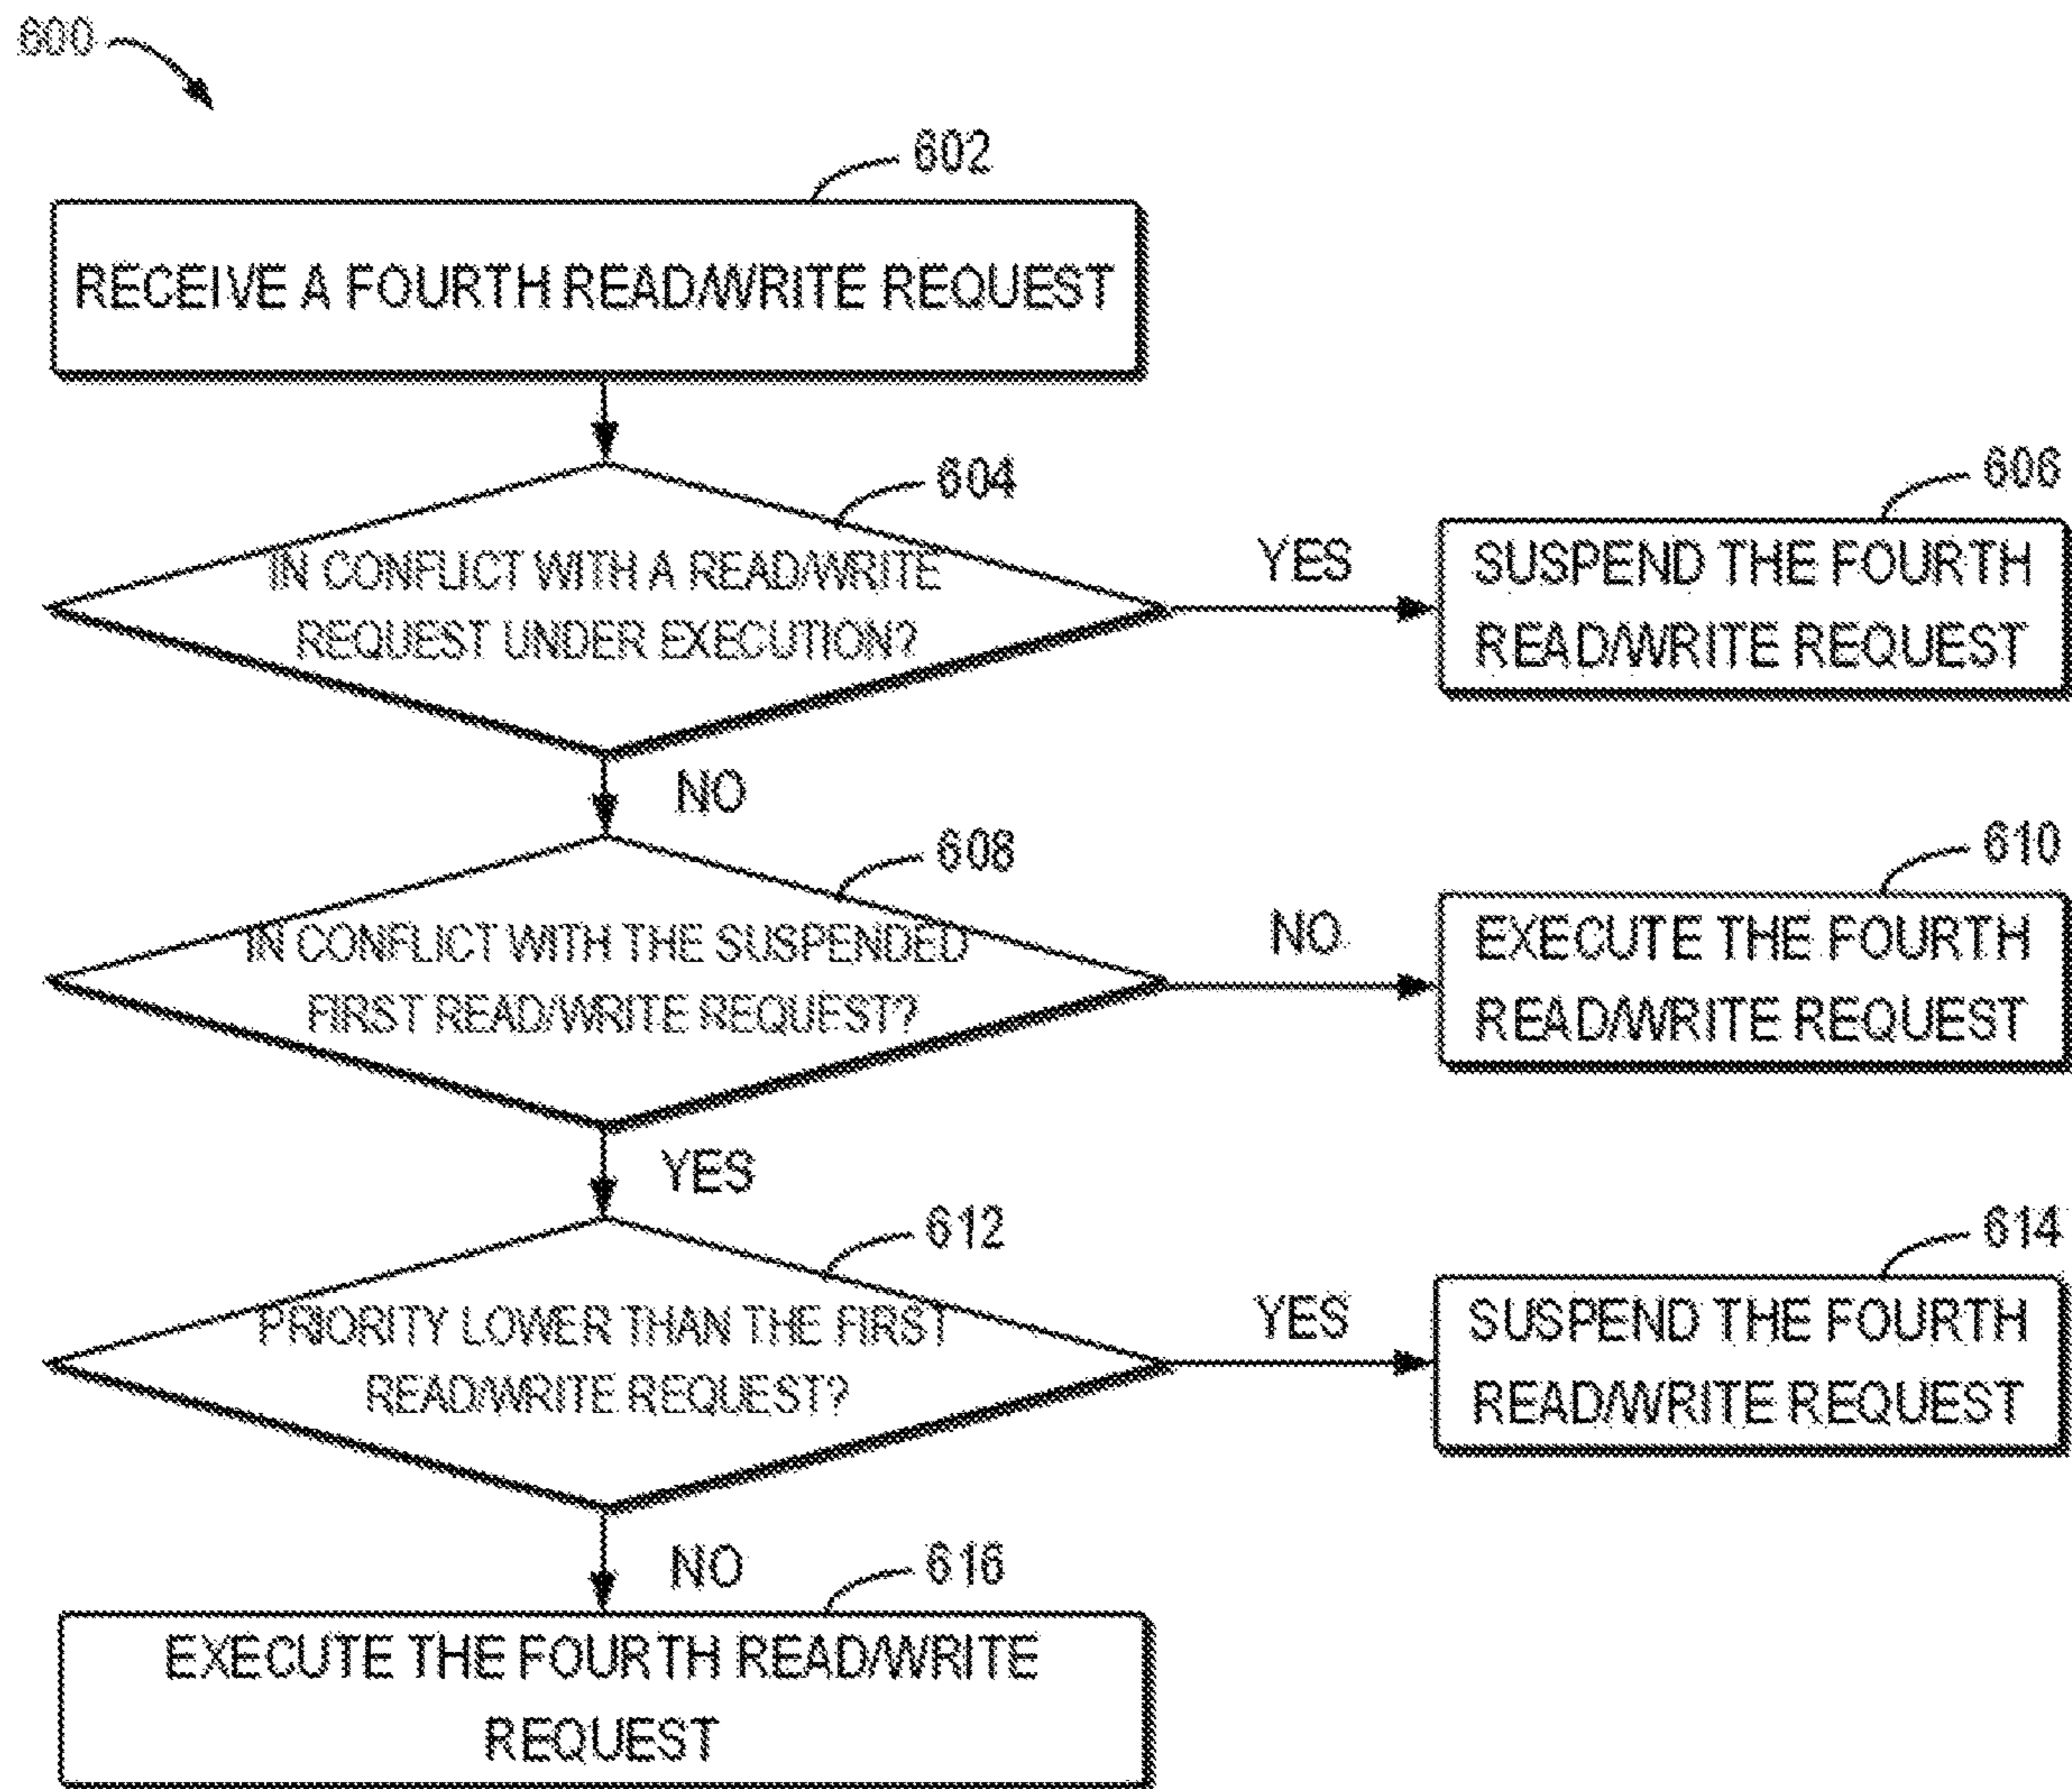 600
602
RECEIVE A FOURTH READ/WRITE REQUEST
604
IN CONFLICT WITH A READ/WRITE
REQUEST UNDER EXECUTION?
YES
606
SUSPEND THE FOURTH
READ/WRITE REQUEST
NO
608
IN CONFLICT WITH THE SUSPENDED
FIRST READ/WRITE REQUEST?
NO
610
EXECUTE THE FOURTH
READ/WRITE REQUEST
YES
612
PRIORITY LOWER THAN THE FIRST
READ/WRITE REQUEST?
YES
614
SUSPEND THE FOURTH
READ/WRITE REQUEST
NO
616
EXECUTE THE FOURTH READ/WRITE
REQUEST